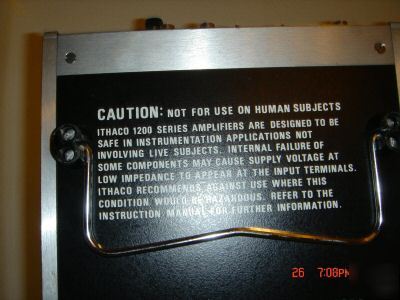 CAUTION: NOT FOR USE ON HUMAN SUBJECTS
ITHACO 1200 SERIES AMPLIFIERS ARE DESIGNED TO BE
SAFE IN INSTRUMENTATION APPLICATIONS NOT
INVOLVING LIVE SUBJECTS. INTERNAL FAILURE OF
SOME COMPONENTS MAY CAUSE SUPPLY VOLTAGE AT
LOW IMPEDANCE TO APPEAR AT THE INPUT TERMINALS.
ITHACO RECOMMENDS AGAINST USE WHERE THIS
CONDITION WOULD BE HAZARDOUS. REFER TO THE
INSTRUCTION MANUAL FOR FURTHER INFORMATION.
26 7:08PM